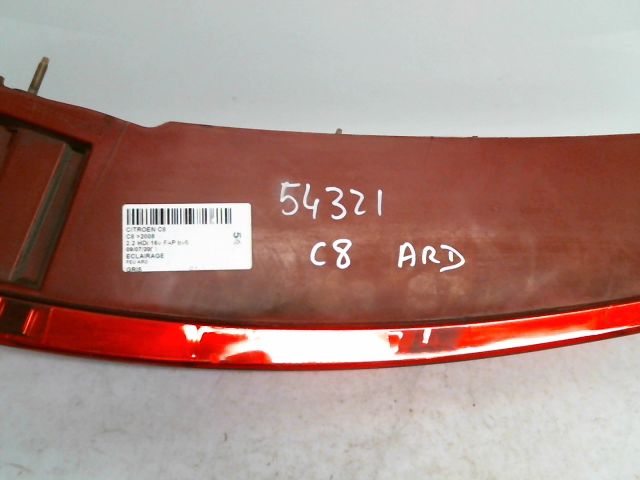 CITROEN C8
C8 >2008
2.2 HDi 16v FAP
ECLAIRAGE
FEU ARD
GRIS
54321
C8 ARD